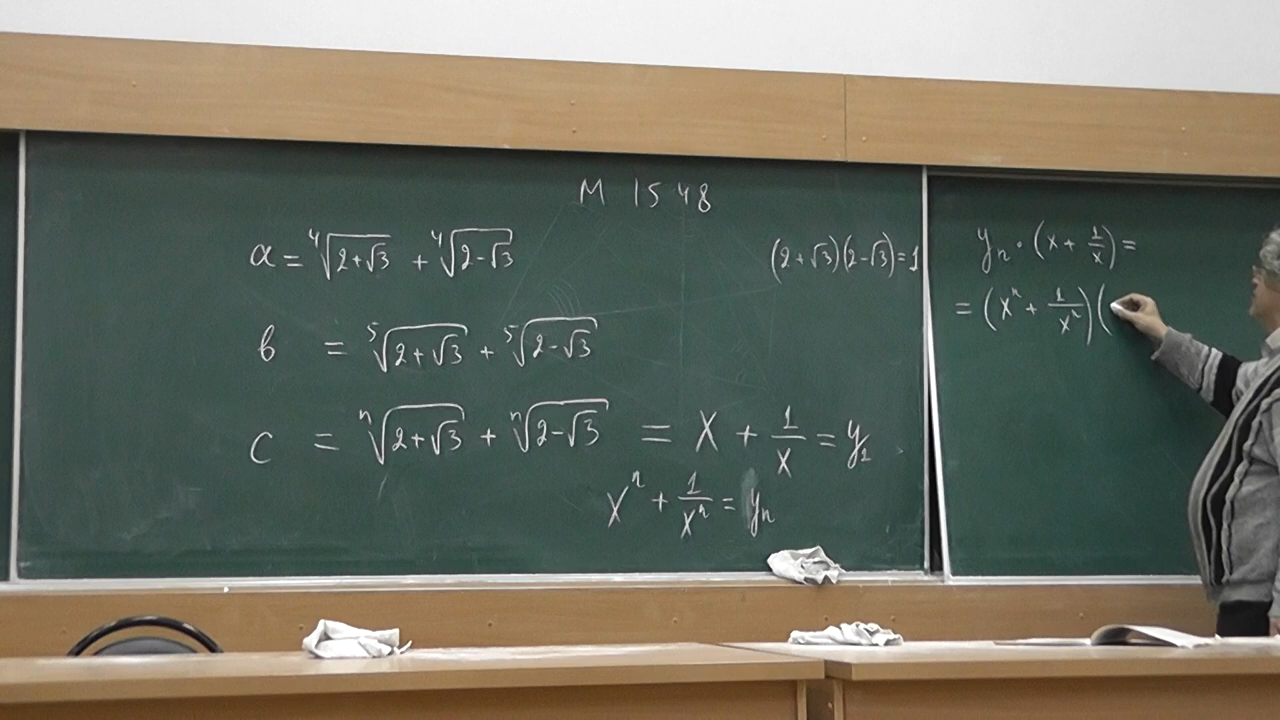 M 1548
a = ⁴√(2+√3) + ⁴√(2-√3)
(2+√3)(2-√3)=1
b = ⁵√(2+√3) + ⁵√(2-√3)
c = ⁿ√(2+√3) + ⁿ√(2-√3) = x + 1/x = y₁
xⁿ + 1/xⁿ = yₙ
yₙ · (x + 1/x) =
= (xⁿ + 1/xⁿ)(